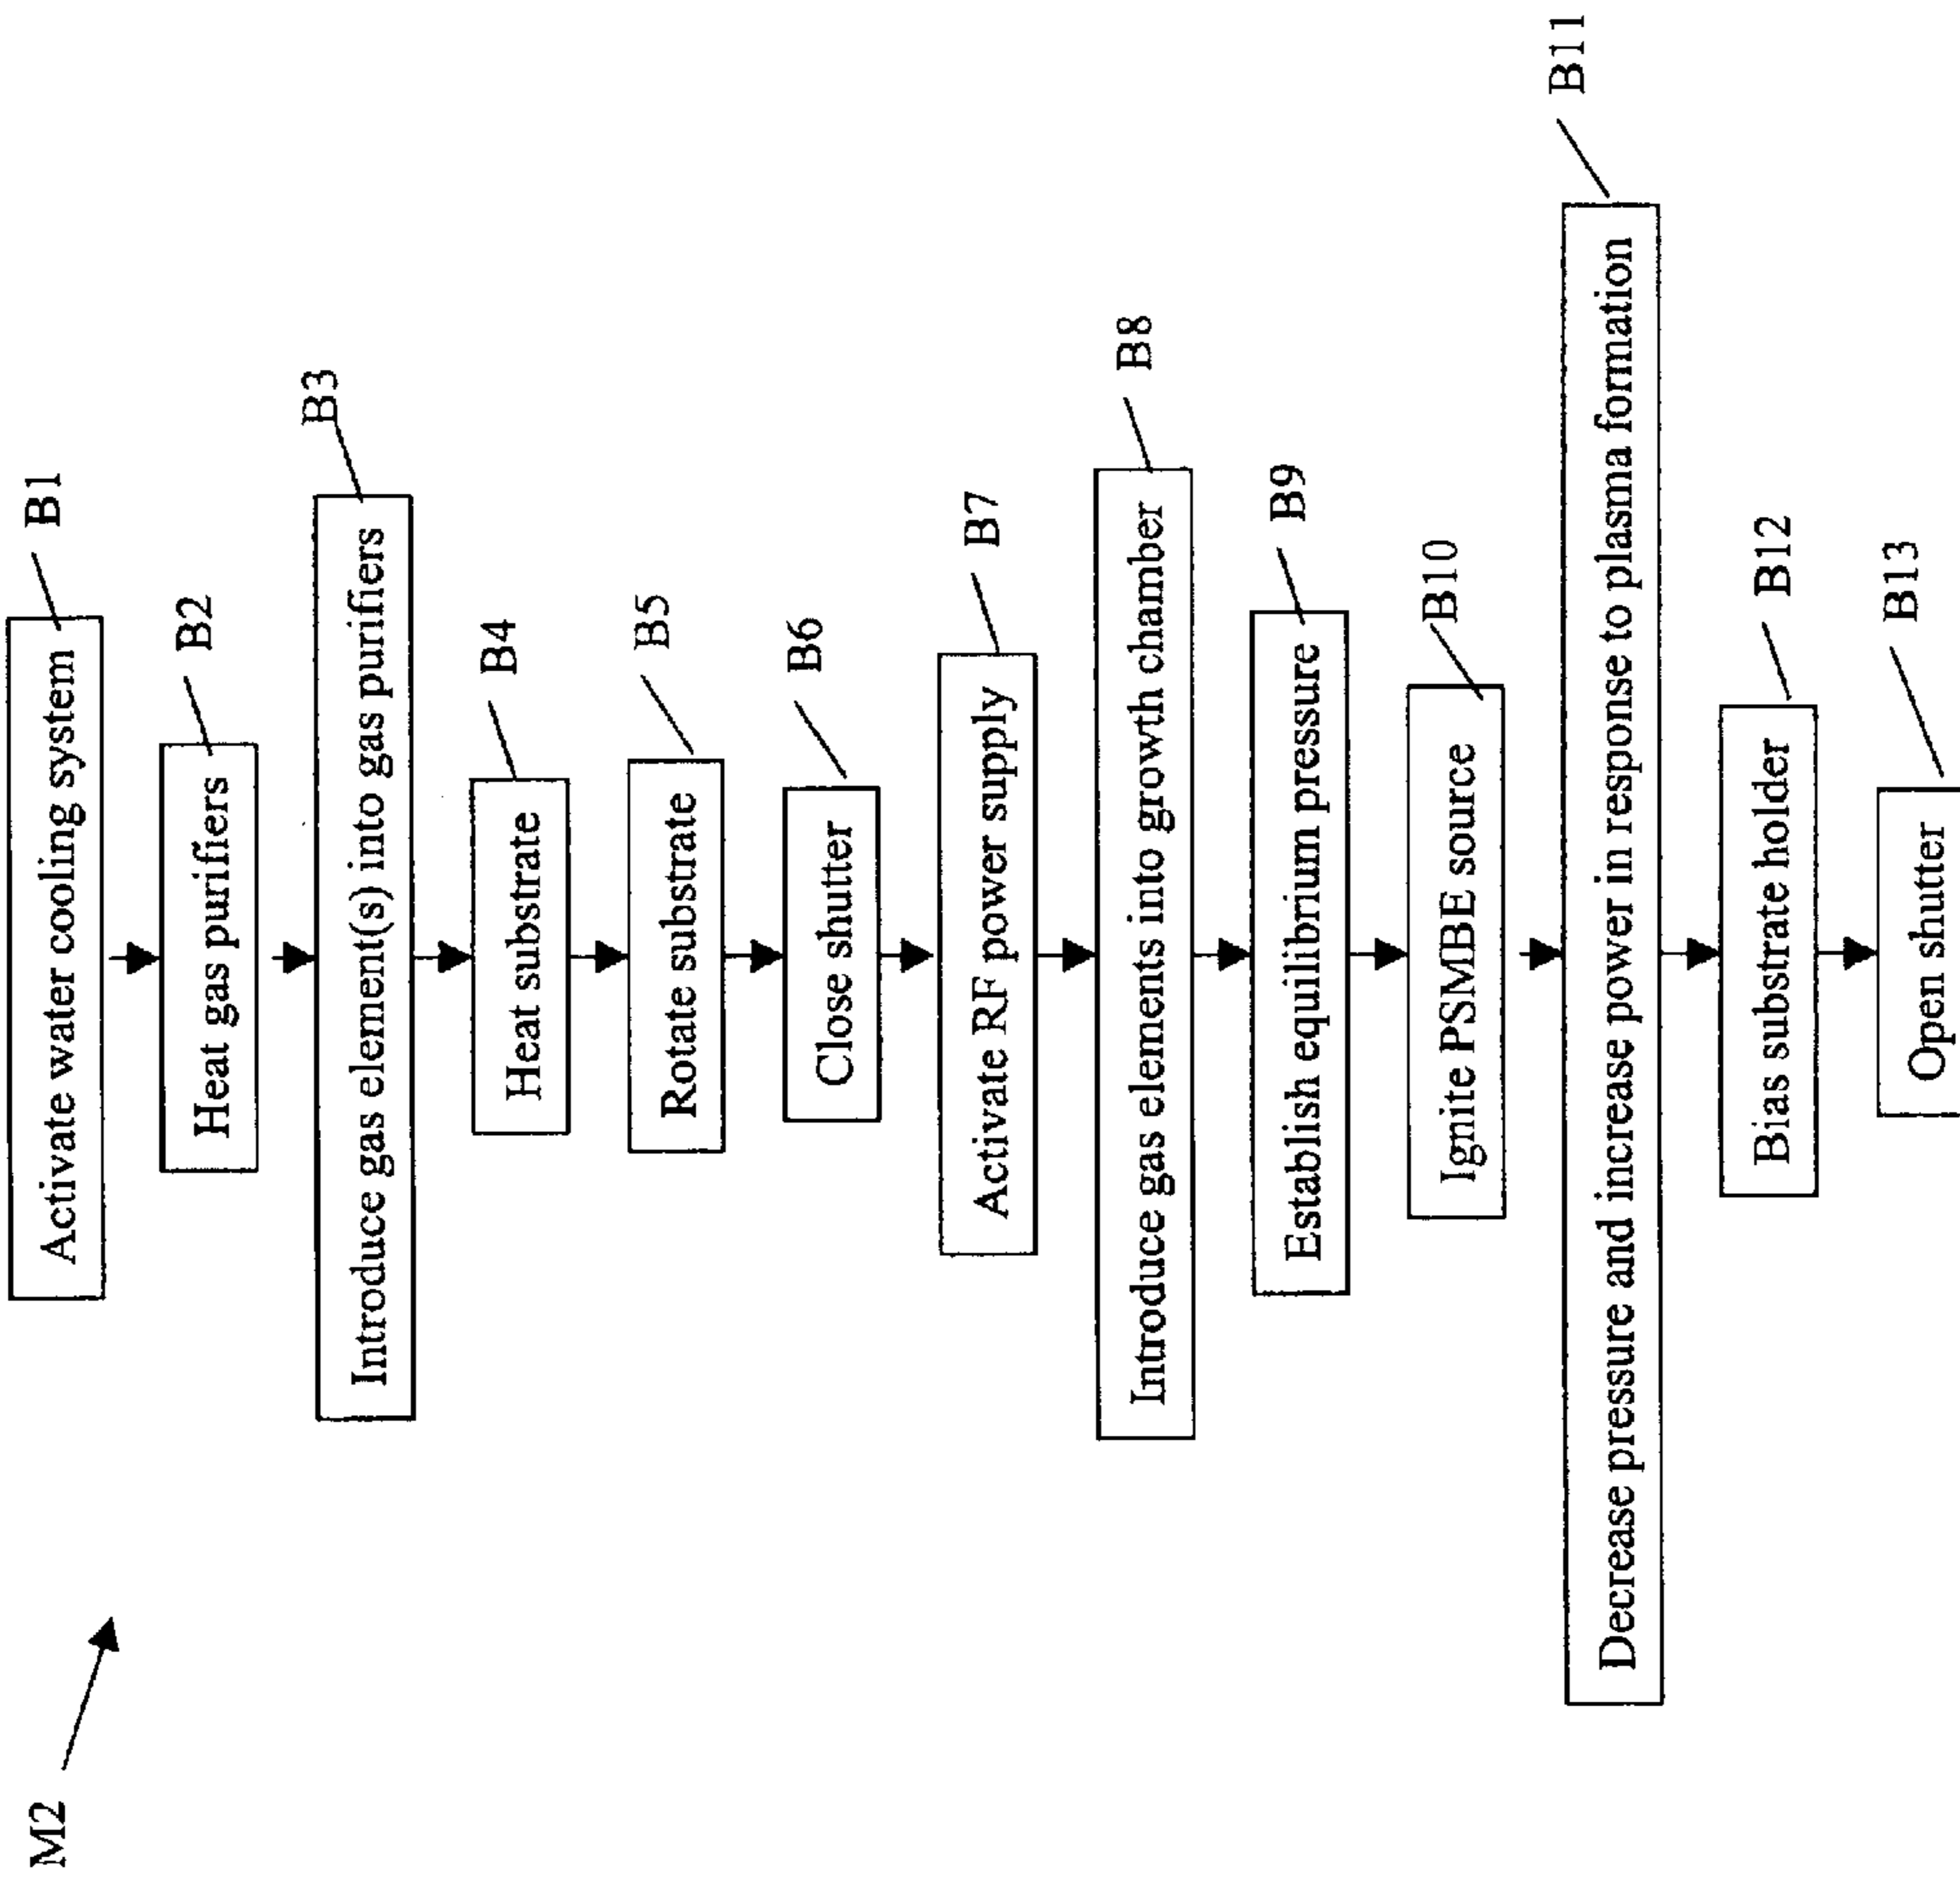 M2
Activate water cooling system
B1
Heat gas purifiers
B2
Introduce gas element(s) into gas purifiers
B3
Heat substrate
B4
Rotate substrate
B5
Close shutter
B6
Activate RF power supply
B7
Introduce gas elements into growth chamber
B8
Establish equilibrium pressure
B9
Ignite PSMBE source
B10
Decrease pressure and increase power in response to plasma formation
B11
Bias substrate holder
B12
Open shutter
B13